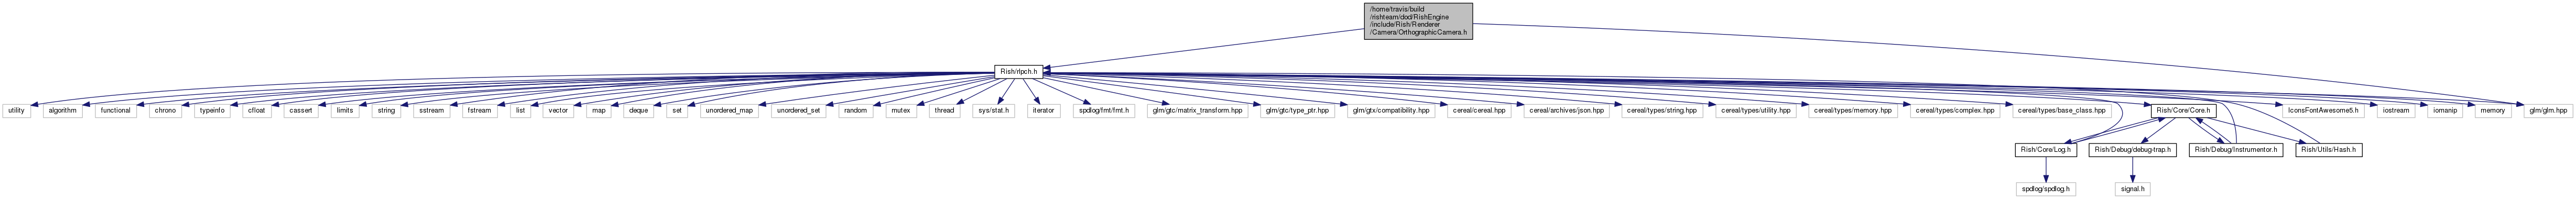 /home/travis/build
/rishteam/dod/RishEngine
/include/Rish/Renderer
/Camera/OrthographicCamera.h
Rish/rlpch.h
utility
algorithm
functional
chrono
typeinfo
cfloat
cassert
limits
string
sstream
fstream
list
vector
map
deque
set
unordered_map
unordered_set
random
mutex
thread
sys/stat.h
iterator
spdlog/fmt/fmt.h
glm/gtc/matrix_transform.hpp
glm/gtc/type_ptr.hpp
glm/gtx/compatibility.hpp
cereal/cereal.hpp
cereal/archives/json.hpp
cereal/types/string.hpp
cereal/types/utility.hpp
cereal/types/memory.hpp
cereal/types/complex.hpp
cereal/types/base_class.hpp
Rish/Core/Core.h
IconsFontAwesome5.h
iostream
iomanip
memory
glm/glm.hpp
Rish/Core/Log.h
Rish/Debug/debug-trap.h
Rish/Debug/Instrumentor.h
Rish/Utils/Hash.h
spdlog/spdlog.h
signal.h